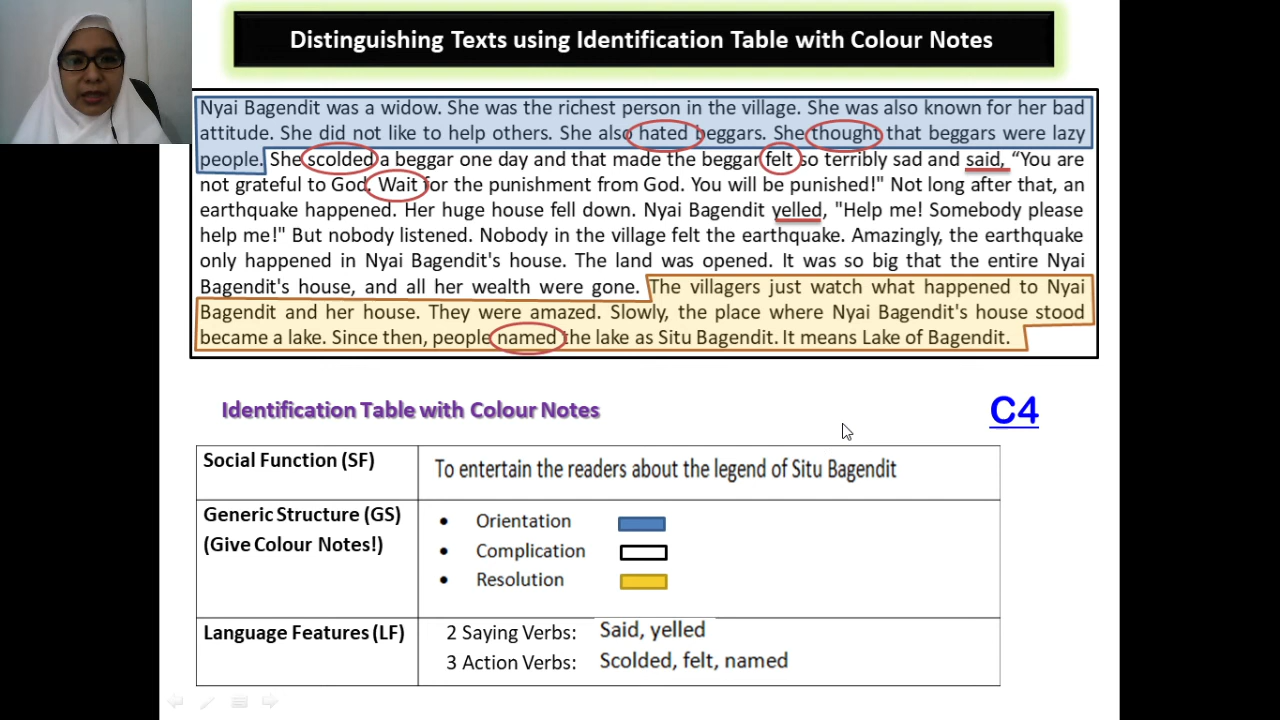 Distinguishing Texts using Identification Table with Colour Notes
Nyai Bagendit was a widow. She was the richest person in the village. She was also known for her bad
attitude. She did not like to help others. She also hated beggars. She thought that beggars were lazy
people. She scolded a beggar one day and that made the beggar felt so terribly sad and said, “You are
not grateful to God. Wait for the punishment from God. You will be punished!" Not long after that, an
earthquake happened. Her huge house fell down. Nyai Bagendit yelled, "Help me! Somebody please
help me!" But nobody listened. Nobody in the village felt the earthquake. Amazingly, the earthquake
only happened in Nyai Bagendit's house. The land was opened. It was so big that the entire Nyai
Bagendit's house, and all her wealth were gone. The villagers just watch what happened to Nyai
Bagendit and her house. They were amazed. Slowly, the place where Nyai Bagendit's house stood
became a lake. Since then, people named the lake as Situ Bagendit. It means Lake of Bagendit.
Identification Table with Colour Notes
C4
Social Function (SF)
To entertain the readers about the legend of Situ Bagendit
Generic Structure (GS)
(Give Colour Notes!)
• Orientation
• Complication
• Resolution
Language Features (LF)
2 Saying Verbs: Said, yelled
3 Action Verbs: Scolded, felt, named